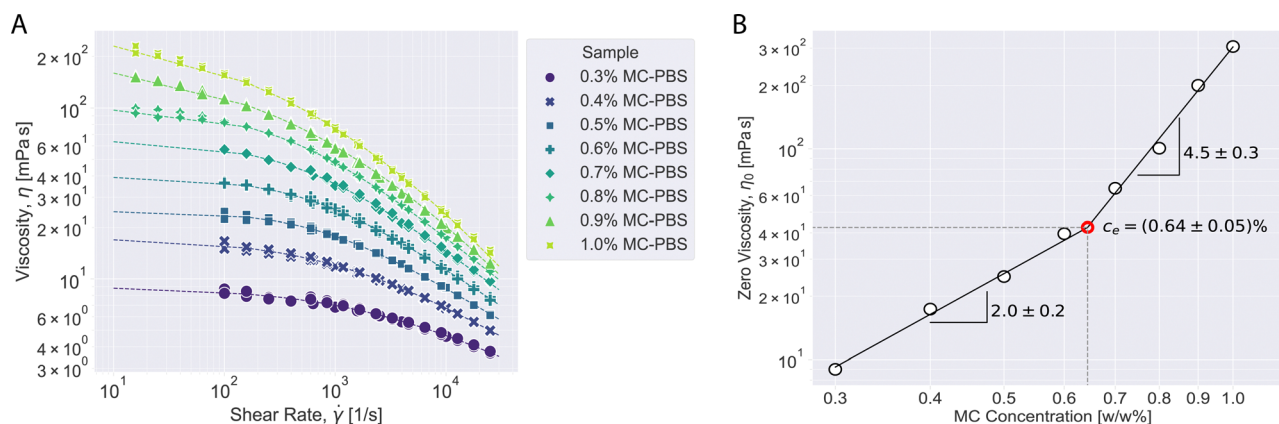 A
Viscosity, η [mPa s]
2 × 10²
10²
6 × 10¹
4 × 10¹
3 × 10¹
2 × 10¹
10¹
6 × 10⁰
4 × 10⁰
3 × 10⁰
10¹ 10² 10³ 10⁴
Shear Rate, γ̇ [1/s]
Sample
0.3% MC-PBS
0.4% MC-PBS
0.5% MC-PBS
0.6% MC-PBS
0.7% MC-PBS
0.8% MC-PBS
0.9% MC-PBS
1.0% MC-PBS
B
Zero Viscosity, η₀ [mPa s]
3 × 10²
2 × 10²
10²
6 × 10¹
4 × 10¹
3 × 10¹
2 × 10¹
10¹
4.5 ± 0.3
cₑ = (0.64 ± 0.05)%
2.0 ± 0.2
0.3 0.4 0.5 0.6 0.7 0.8 0.9 1.0
MC Concentration [w/w%]